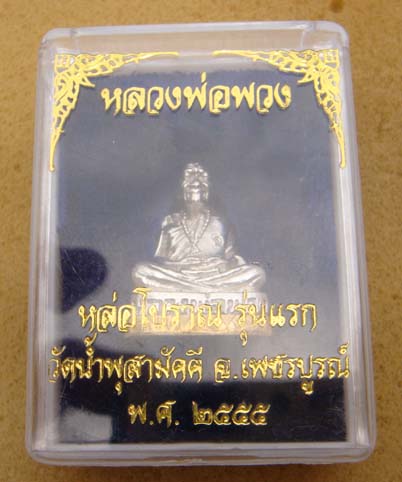 หลวงพ่อพวง
หล่อโบราณ รุ่นแรก
วัดน้ำพุสามัคคี จ.เพชรบูรณ์
พ.ศ. ๒๕๕๕